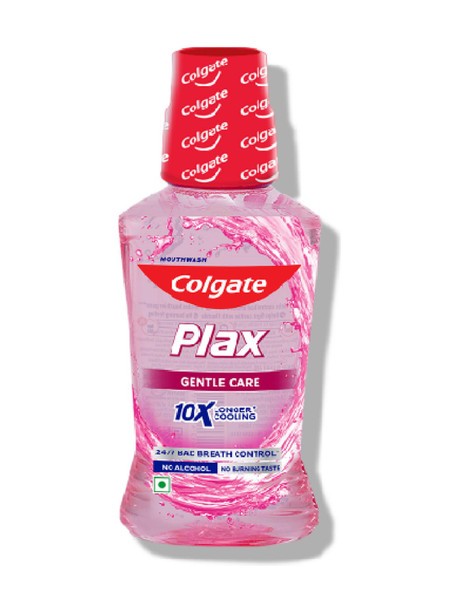 Colgate Colgate
Colgate Colgate
Colgate Colgate
Colgate Colgate
MOUTHWASH
Colgate
Plax
GENTLE CARE
10X LONGER†
COOLING
24/7 BAD BREATH CONTROL*
NO ALCOHOL NO BURNING TASTE